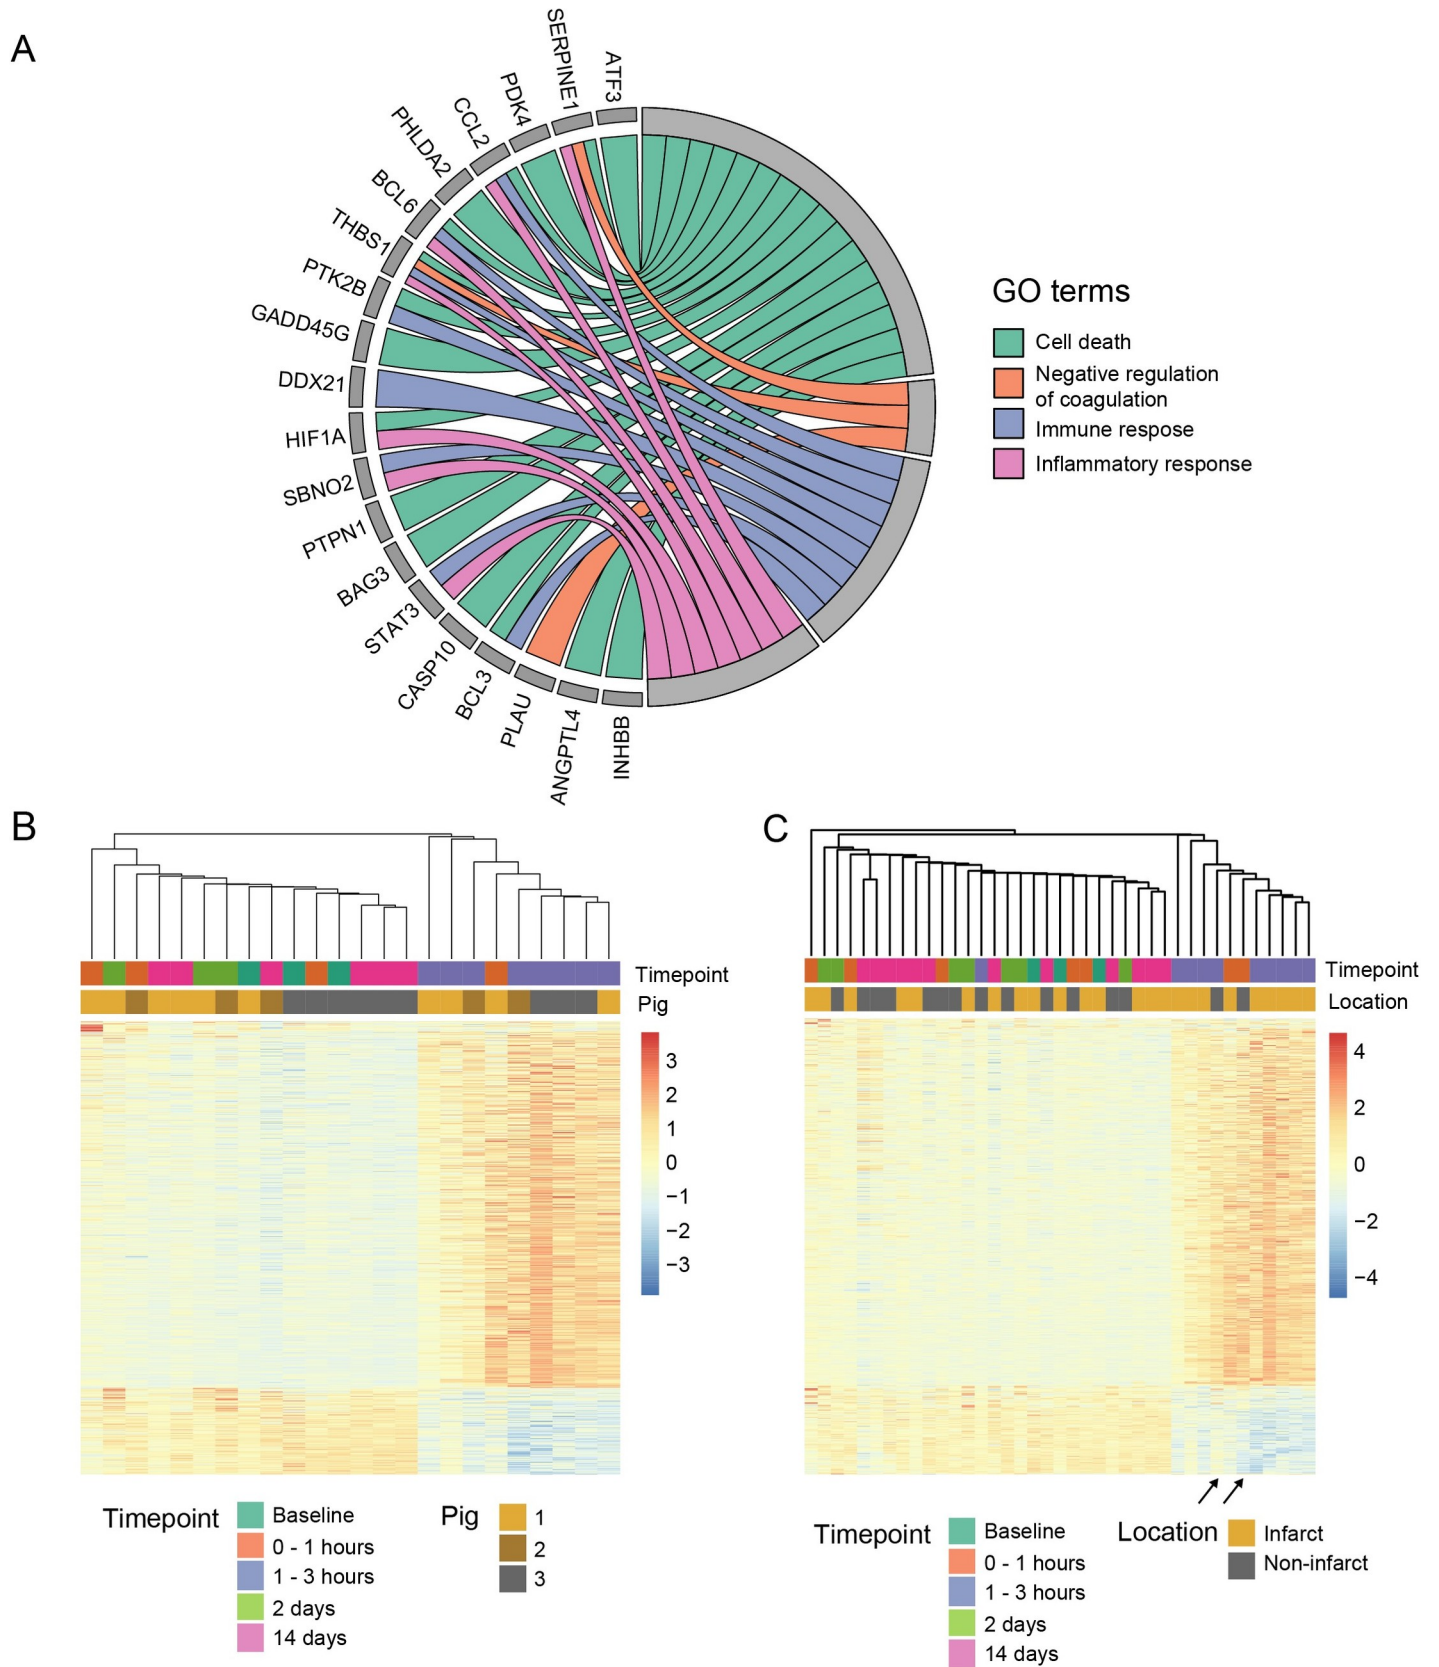 A
SERPINE1
ATF3
PDK4
CCL2
PHLDA2
BCL6
THBS1
PTK2B
GADD45G
DDX21
HIF1A
SBNO2
PTPN1
BAG3
STAT3
CASP10
BCL3
PLAU
ANGPTL4
INHBB
GO terms
Cell death
Negative regulation
of coagulation
Immune respose
Inflammatory response
B
Timepoint
Pig
3
2
1
0
−1
−2
−3
Timepoint
Baseline
0 - 1 hours
1 - 3 hours
2 days
14 days
Pig
1
2
3
C
Timepoint
Location
4
2
0
−2
−4
Timepoint
Baseline
0 - 1 hours
1 - 3 hours
2 days
14 days
Location
Infarct
Non-infarct